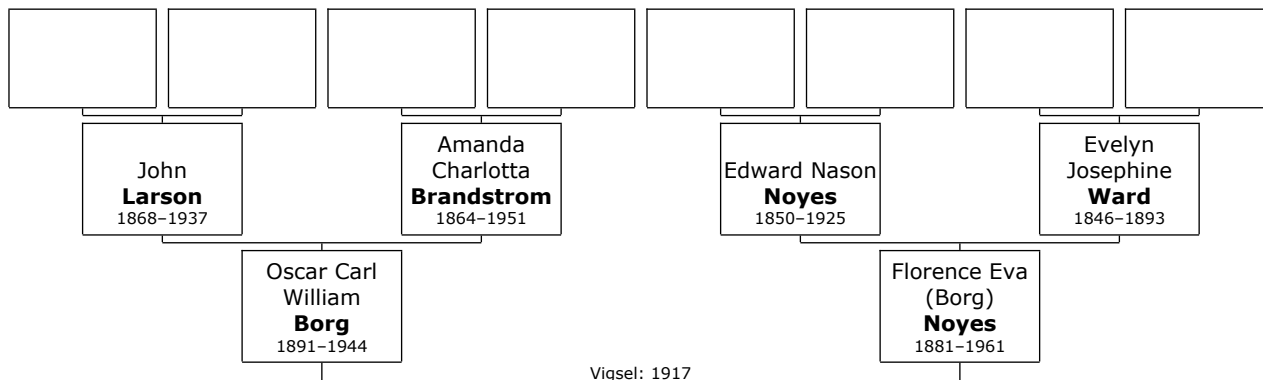 John
Larson
1868–1937
Amanda
Charlotta
Brandstrom
1864–1951
Edward Nason
Noyes
1850–1925
Evelyn
Josephine
Ward
1846–1893
Oscar Carl
William
Borg
1891–1944
Florence Eva
(Borg)
Noyes
1881–1961
Vigsel: 1917